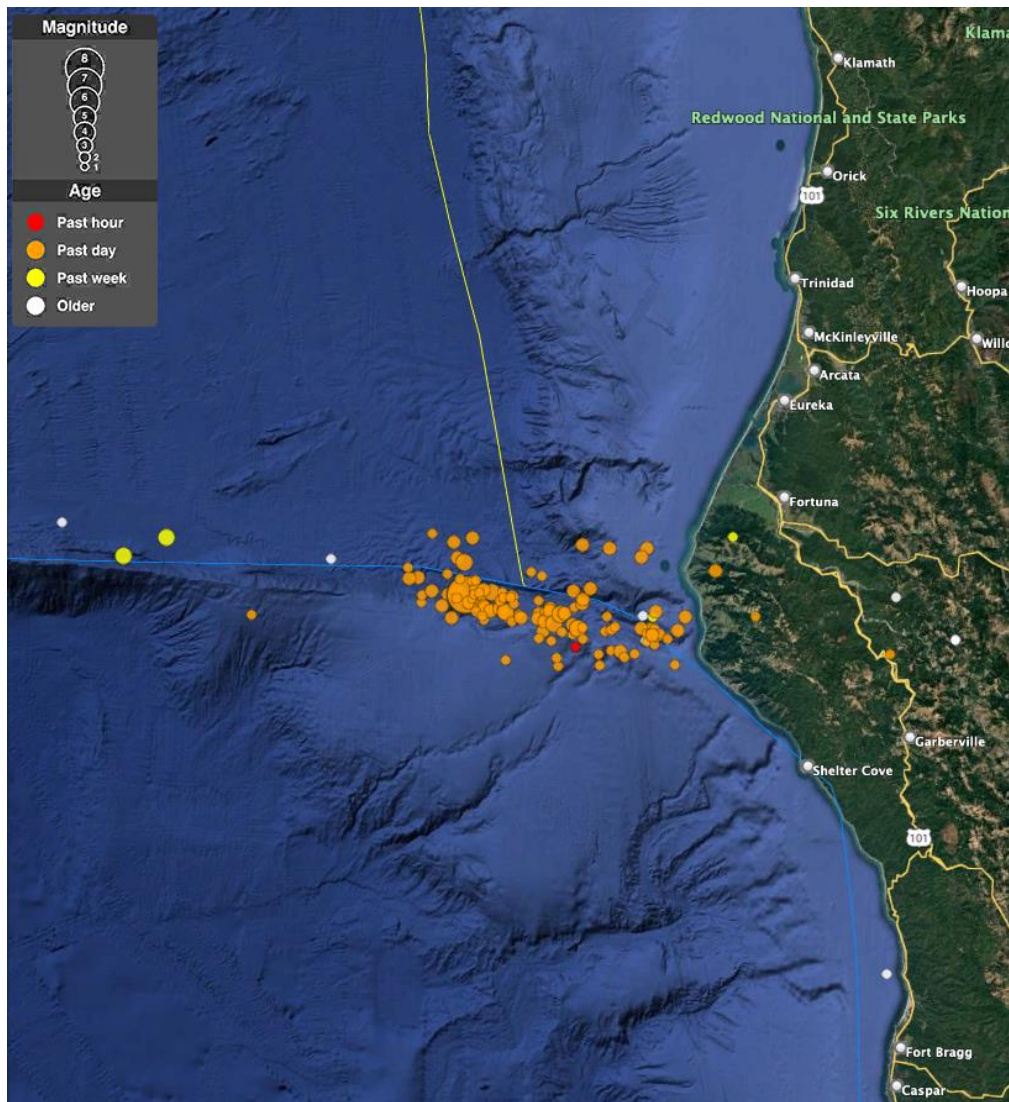 Magnitude
8
7
6
5
4
3
2
1
Age
Past hour
Past day
Past week
Older
Klama
Klamath
Redwood National and State Parks
Orick
101
Six Rivers Nation
Trinidad
Hoopa
McKinleyville
Willo
Arcata
Eureka
Fortuna
Garberville
Shelter Cove
101
Fort Bragg
Caspar